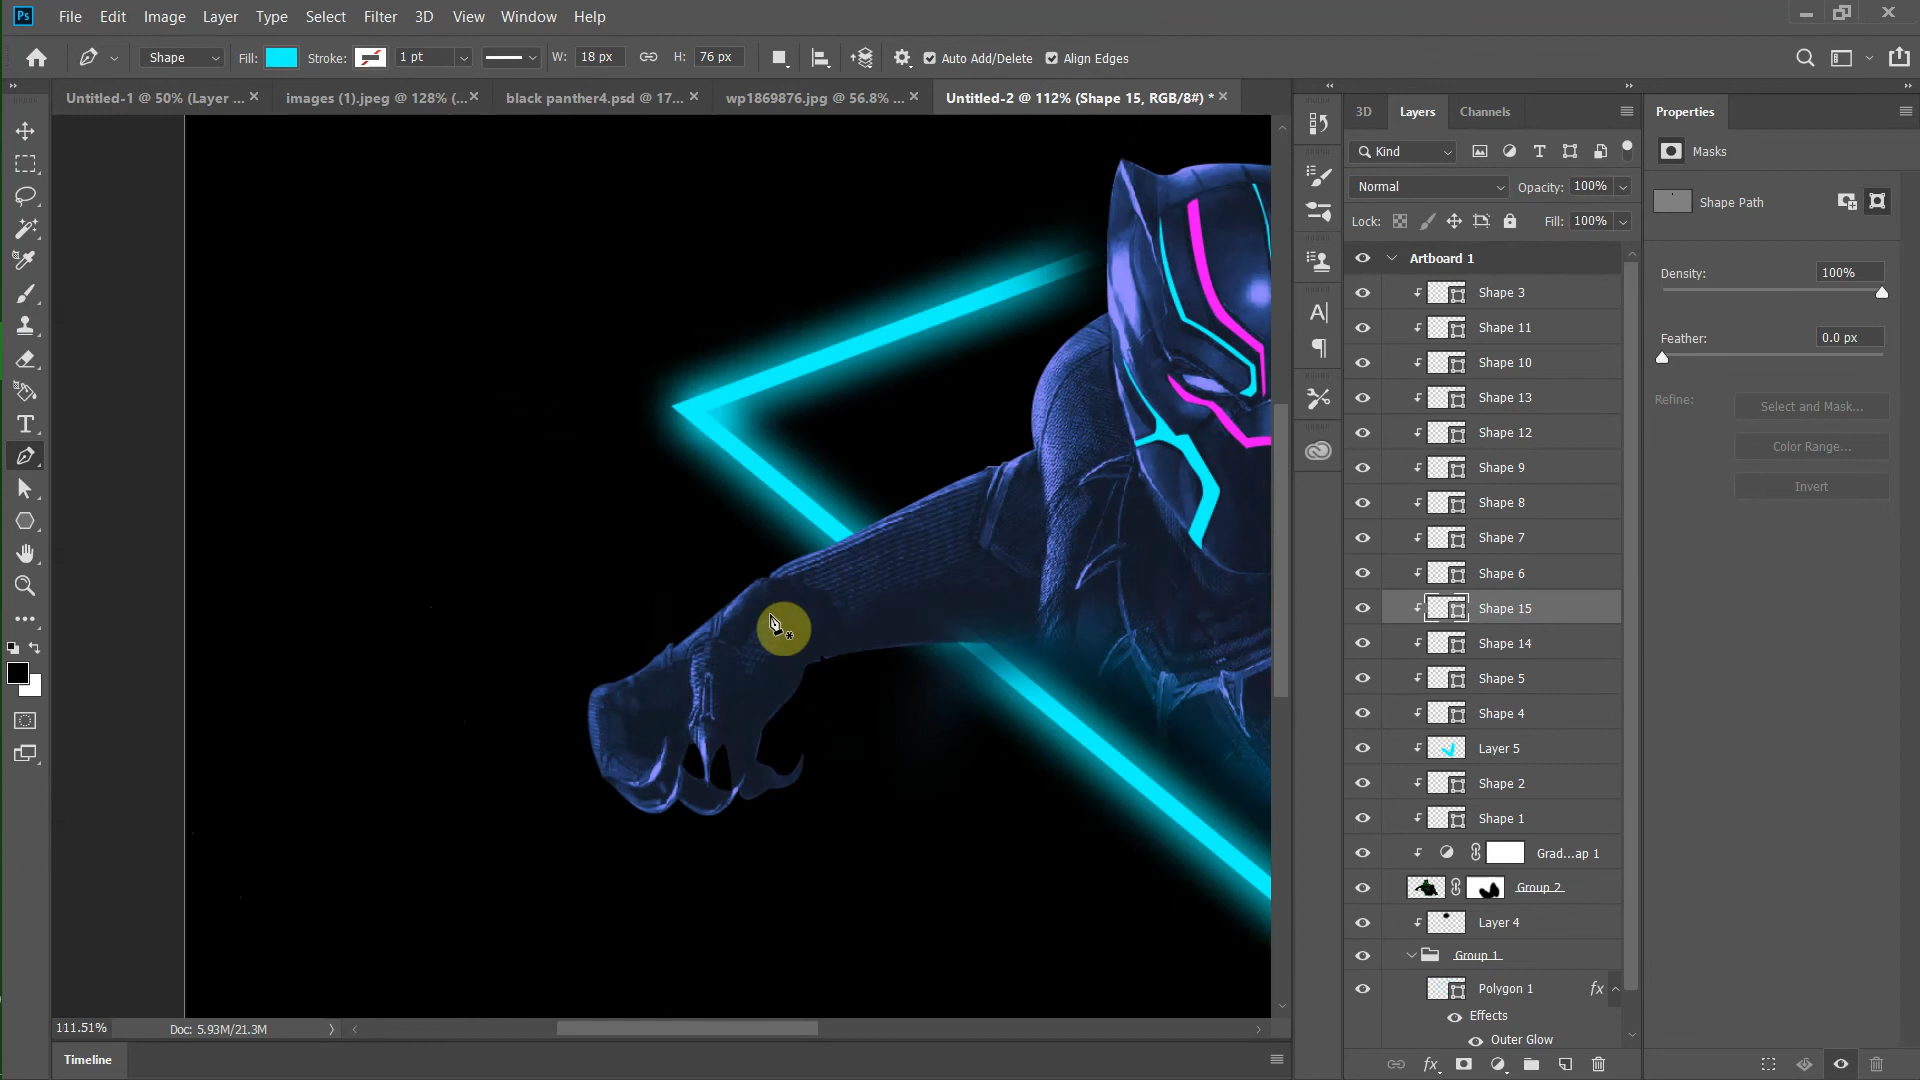 Ps File Edit Image Layer Type Select Filter 3D View Window Help
Shape Fill: Stroke: 1 pt W: 18 px H: 76 px Auto Add/Delete Align Edges
Untitled-1 @ 50% (Layer ... × images (1).jpeg @ 128% (... × black panther4.psd @ 17... × wp1869876.jpg @ 56.8% ... × Untitled-2 @ 112% (Shape 15, RGB/8#) * ×
3D Layers Channels
Properties
Kind
Masks
Normal Opacity: 100%
Shape Path
Lock: Fill: 100%
Artboard 1
Density: 100%
Shape 3
Shape 11
Feather: 0.0 px
Shape 10
Shape 13
Refine: Select and Mask...
Shape 12
Color Range...
Shape 9
Invert
Shape 8
Shape 7
Shape 6
Shape 15
Shape 14
Shape 5
Shape 4
Layer 5
Shape 2
Shape 1
Grad...ap 1
Group 2
Layer 4
Group 1
Polygon 1 fx
Effects
Outer Glow
111.51% Doc: 5.93M/21.3M
Timeline